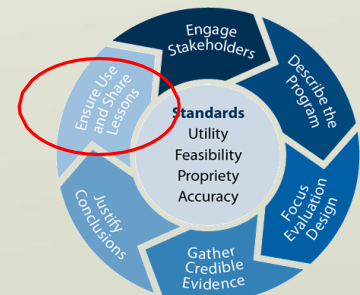 Engage
Stakeholders
Describe the
Program
Focus
Evaluation
Design
Gather
Credible
Evidence
Justify
Conclusions
Ensure Use
and Share
Lessons
Standards
Utility
Feasibility
Propriety
Accuracy